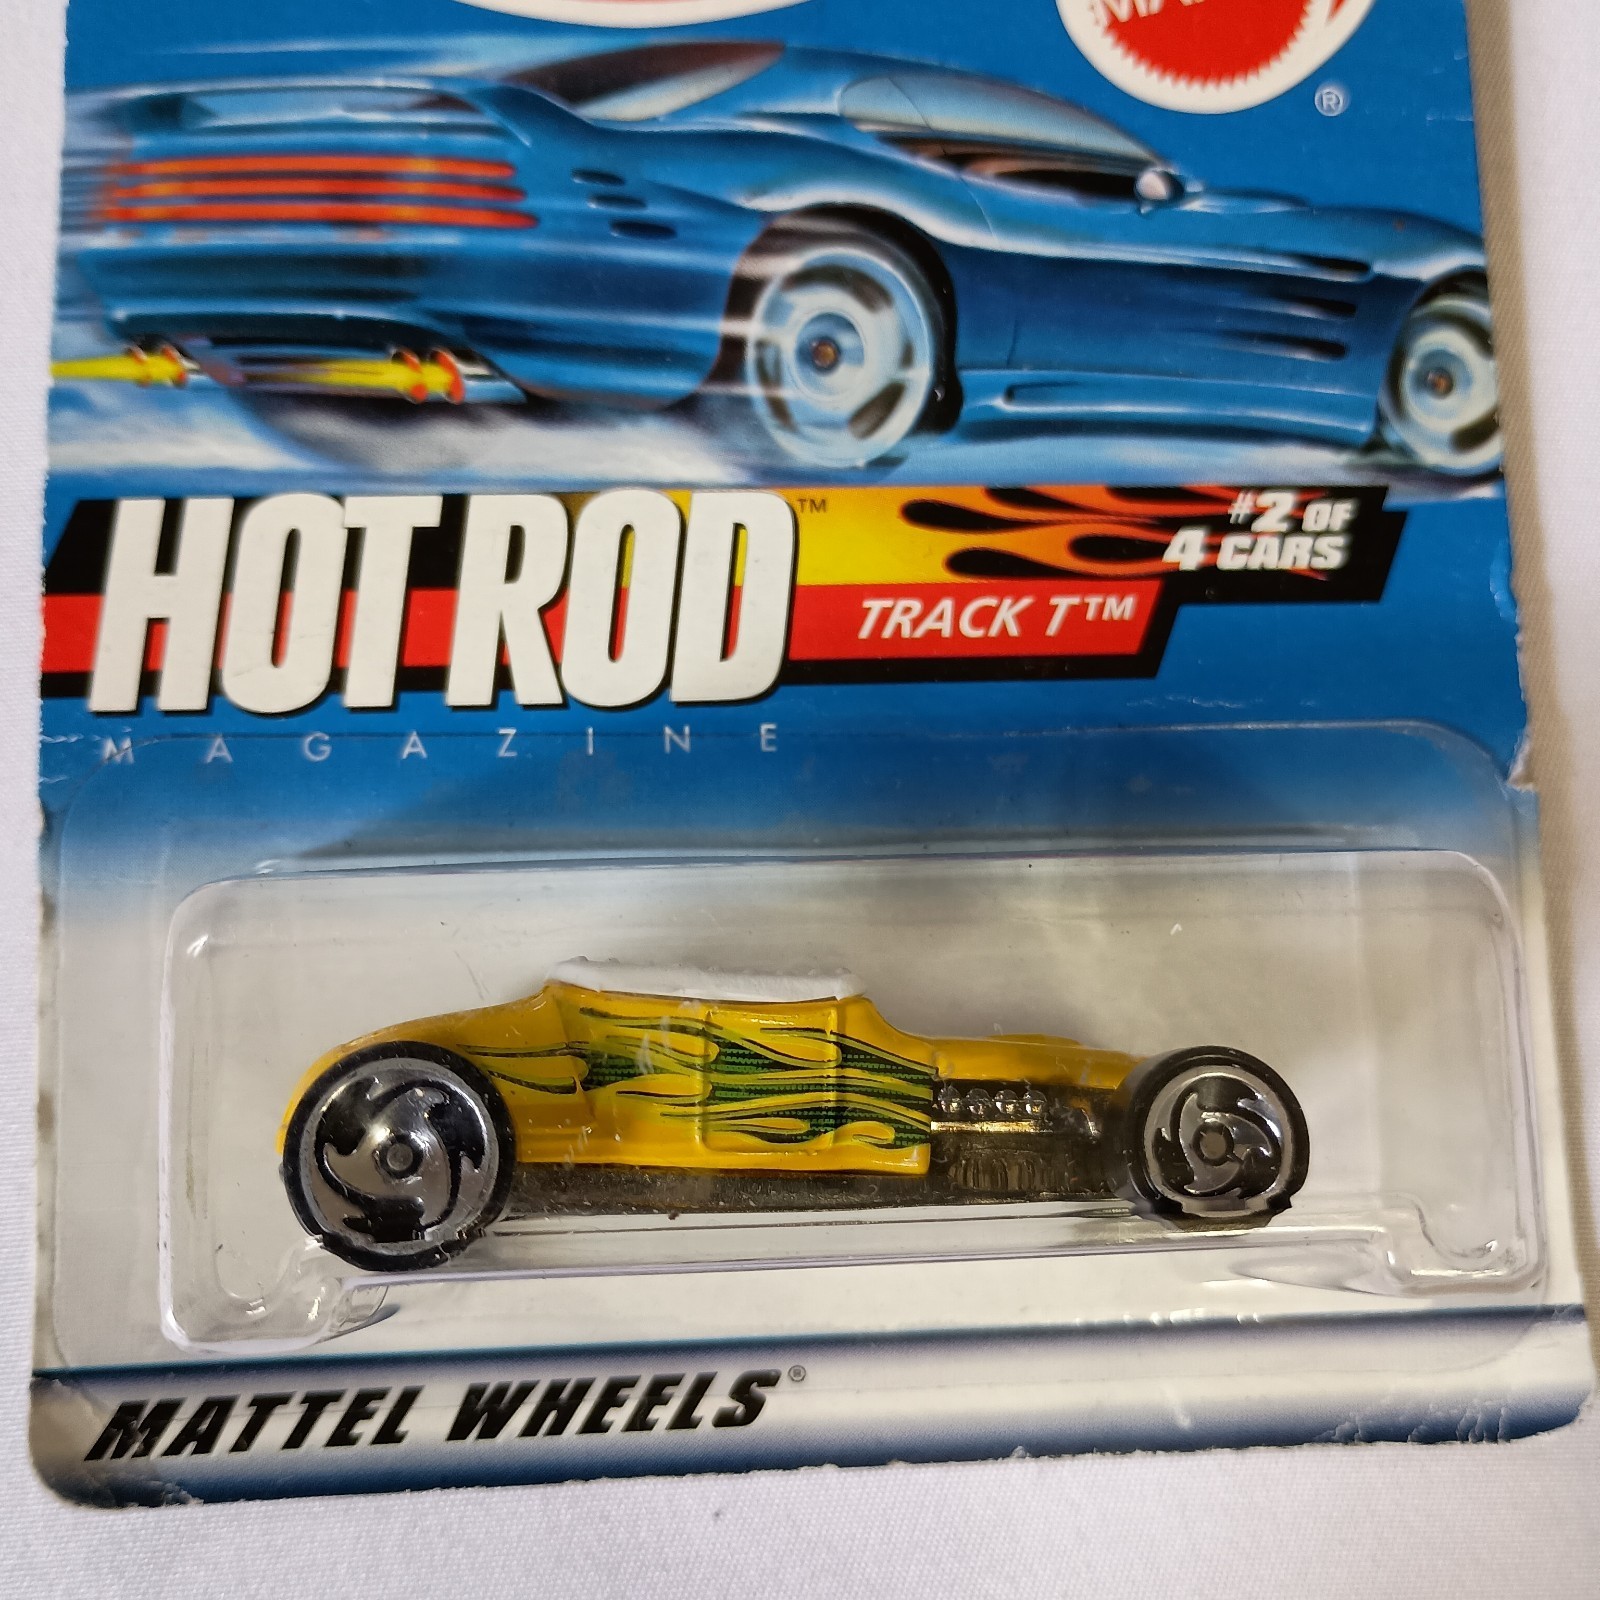 ®
HOT ROD™
#2 OF
4 CARS
TRACK T™
MAGAZINE
MATTEL WHEELS®